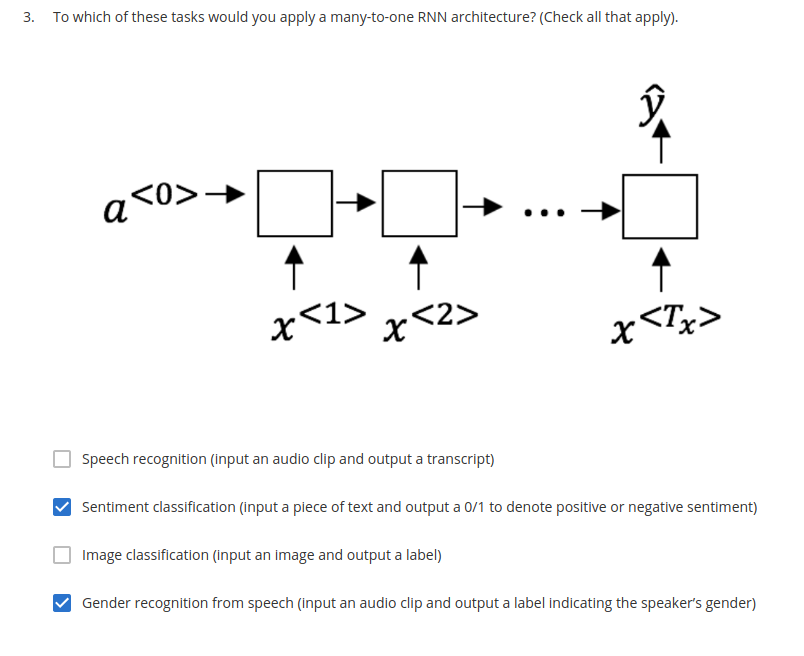 3. To which of these tasks would you apply a many-to-one RNN architecture? (Check all that apply).
ŷ
a<0>
x<1> x<2> x<Tx>
...
Speech recognition (input an audio clip and output a transcript)
Sentiment classification (input a piece of text and output a 0/1 to denote positive or negative sentiment)
Image classification (input an image and output a label)
Gender recognition from speech (input an audio clip and output a label indicating the speaker's gender)